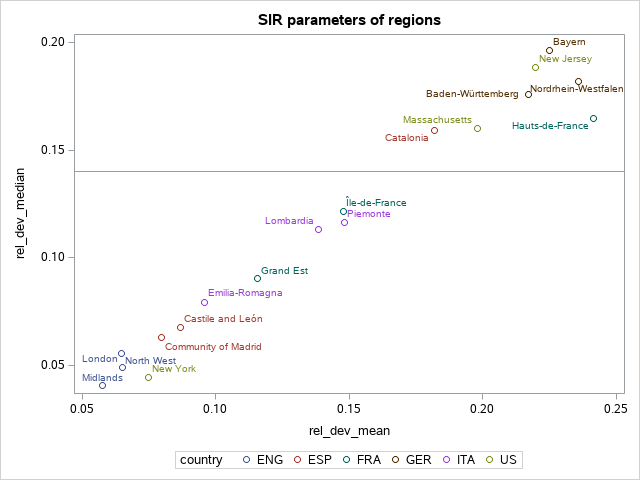 SIR parameters of regions
rel_dev_median
0.20
0.15
0.10
0.05
Bayern
New Jersey
Nordrhein-Westfalen
Baden-Württemberg
Hauts-de-France
Massachusetts
Catalonia
Île-de-France
Piemonte
Lombardia
Grand Est
Emilia-Romagna
Castile and León
Community of Madrid
London
North West
New York
Midlands
0.05 0.10 0.15 0.20 0.25
rel_dev_mean
country ENG ESP FRA GER ITA US